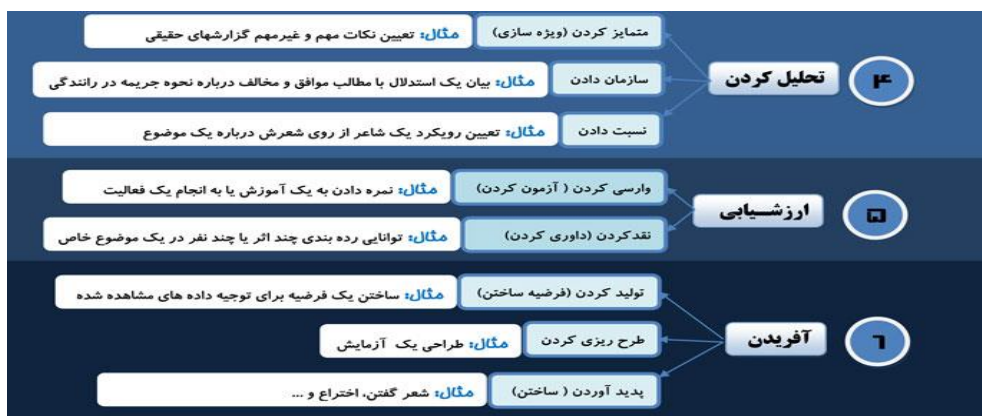 ۴
تحلیل کردن
متمایز کردن (ویژه سازی)
مثال: تعیین نکات مهم و غیرمهم گزارشهای حقیقی
سازمان دادن
مثال: بیان یک استدلال با مطالب موافق و مخالف درباره نحوه جریمه در رانندگی
نسبت دادن
مثال: تعیین رویکرد یک شاعر از روی شعرش درباره یک موضوع
۵
ارزشــیابی
وارسی کردن ( آزمون کردن)
مثال: نمره دادن به یک آموزش یا به انجام یک فعالیت
نقدکردن (داوری کردن)
مثال: توانایی رده بندی چند اثر یا چند نفر در یک موضوع خاص
۶
آفریدن
تولید کردن (فرضیه ساختن)
مثال: ساختن یک فرضیه برای توجیه داده های مشاهده شده
طرح ریزی کردن
مثال: طراحی یک آزمایش
پدید آوردن ( ساختن)
مثال: شعر گفتن، اختراع و ...